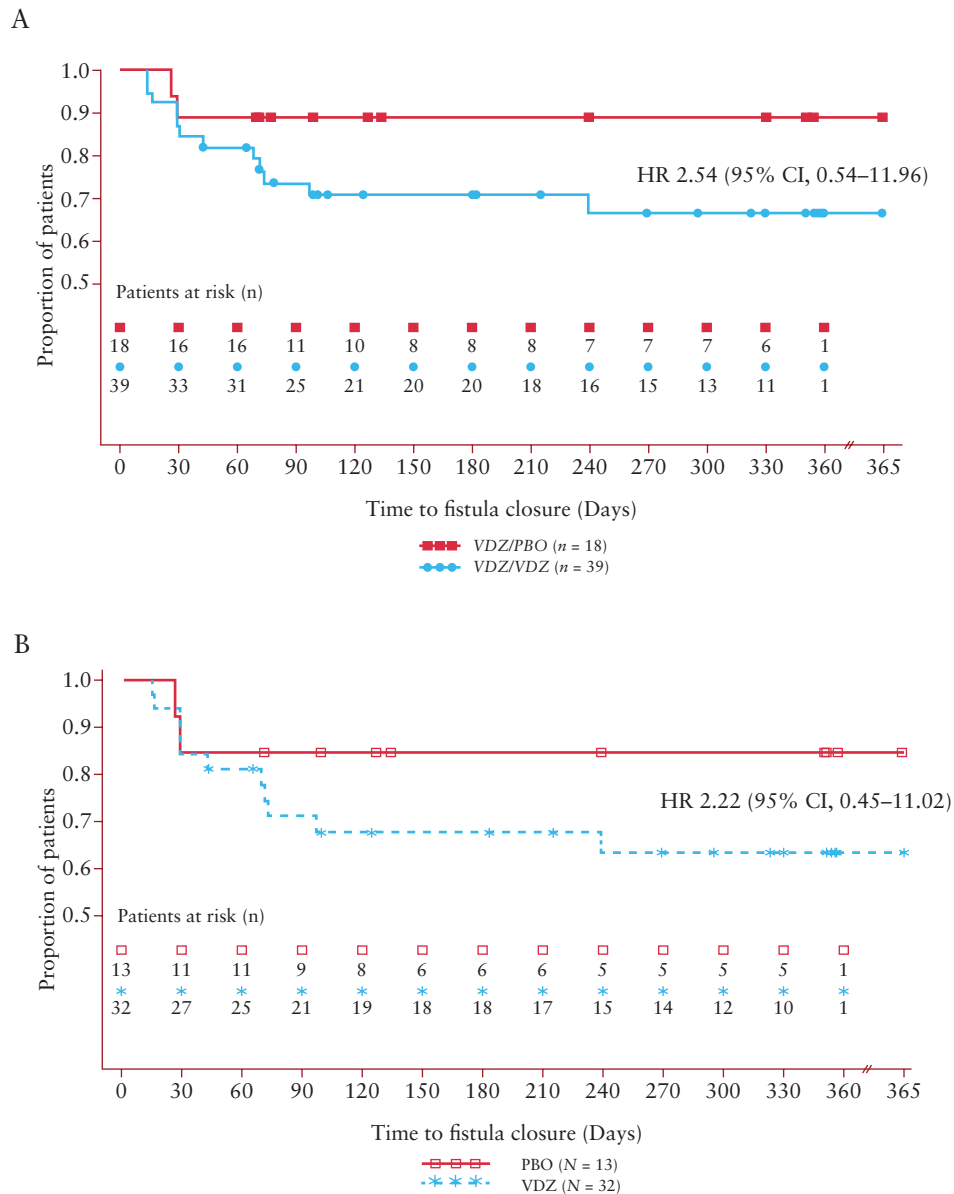 A
1.0
0.9
0.8
0.7
0.6
0.5
Proportion of patients
HR 2.54 (95% CI, 0.54–11.96)
Patients at risk (n)
18 16 16 11 10 8 8 8 7 7 7 6 1
39 33 31 25 21 20 20 18 16 15 13 11 1
0 30 60 90 120 150 180 210 240 270 300 330 360 365
Time to fistula closure (Days)
VDZ/PBO (n = 18)
VDZ/VDZ (n = 39)
B
1.0
0.9
0.8
0.7
0.6
0.5
Proportion of patients
HR 2.22 (95% CI, 0.45–11.02)
Patients at risk (n)
13 11 11 9 8 6 6 6 5 5 5 5 1
32 27 25 21 19 18 18 17 15 14 12 10 1
0 30 60 90 120 150 180 210 240 270 300 330 360 365
Time to fistula closure (Days)
PBO (N = 13)
VDZ (N = 32)